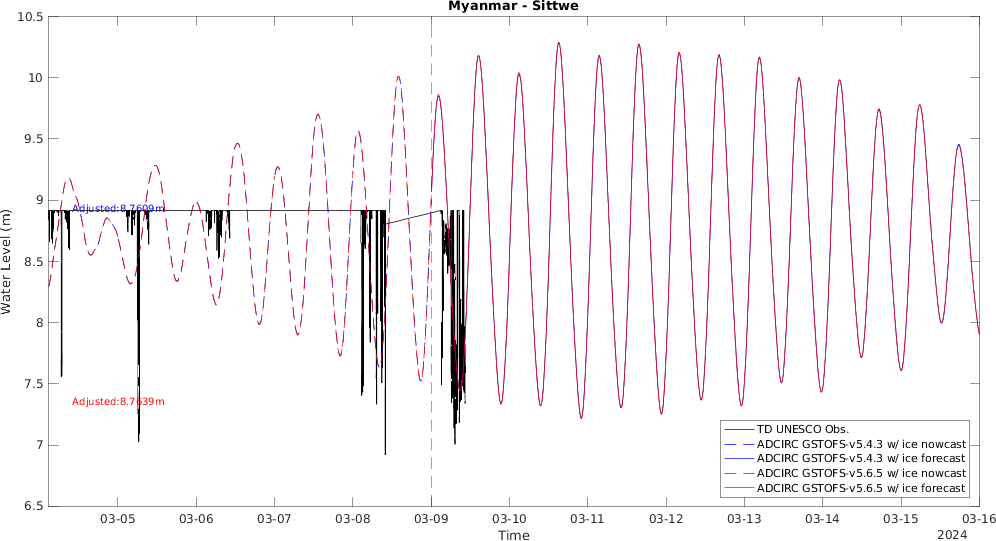 Myanmar - Sittwe
10.5
10
9.5
9
8.5
8
7.5
7
6.5
Water Level (m)
Adjusted:8.7609m
Adjusted:8.7639m
TD UNESCO Obs.
ADCIRC GSTOFS-v5.4.3 w/ ice nowcast
ADCIRC GSTOFS-v5.4.3 w/ ice forecast
ADCIRC GSTOFS-v5.6.5 w/ ice nowcast
ADCIRC GSTOFS-v5.6.5 w/ ice forecast
03-05 03-06 03-07 03-08 03-09 03-10 03-11 03-12 03-13 03-14 03-15 03-16
Time
2024